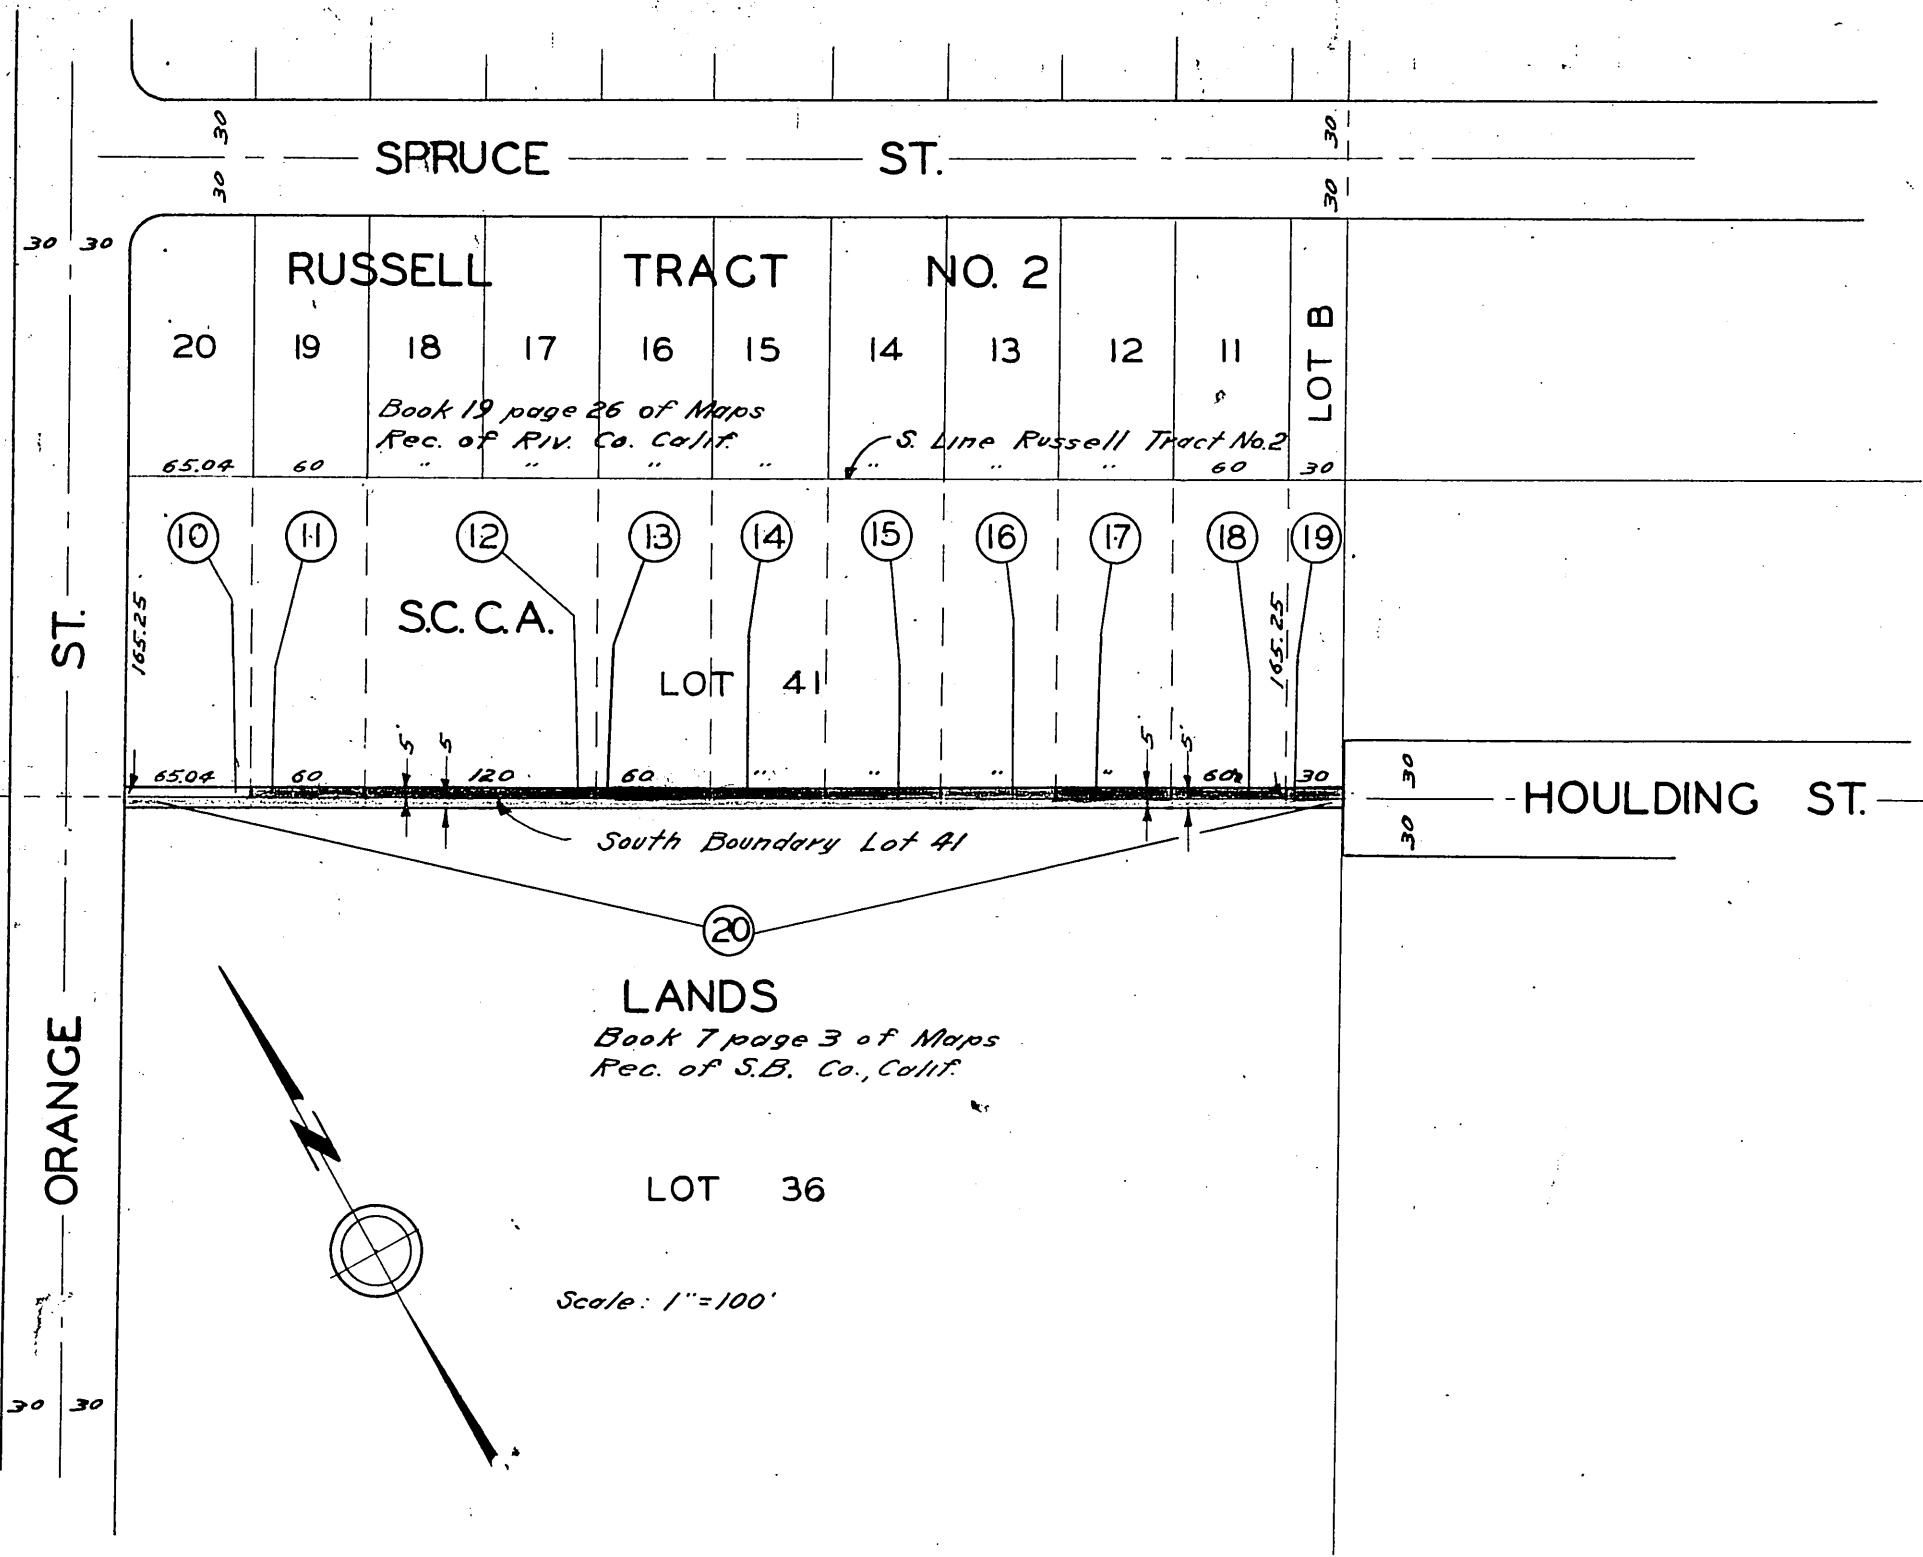 30
30
SPRUCE ST.
30
30
30 30
RUSSELL TRACT NO. 2
20 19 18 17 16 15 14 13 12 11
LOT B
Book 19 page 26 of Maps
Rec. of Riv. Co. Calif.
S. Line Russell Tract No.2
65.04 60 " " " " " " " 60 30
10 11 12 13 14 15 16 17 18 19
165.25
S.C.C.A.
165.25
LOT 41
5' 5' 5' 5'
65.04 60 120 60 " " " " 60 30
30
HOULDING ST.
30
South Boundary Lot 41
20
LANDS
Book 7 page 3 of Maps
Rec. of S.B. Co., Calif.
ORANGE ST.
N
LOT 36
Scale: 1"=100'
30 30